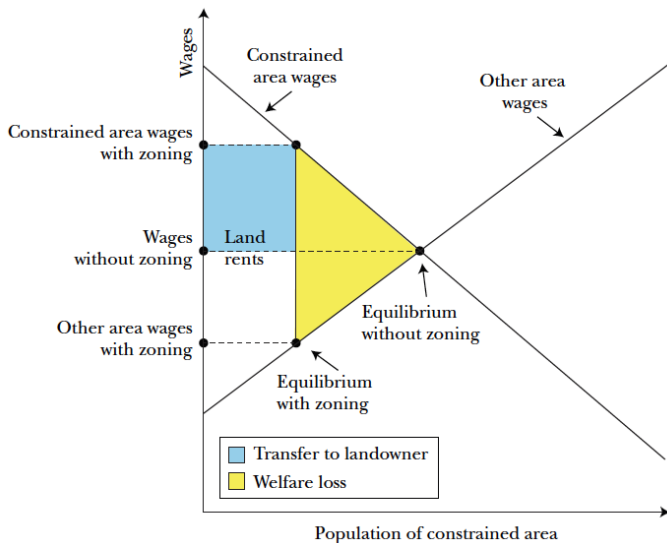 Wages
Constrained
area wages
Other area
wages
Constrained area wages
with zoning
Wages
without zoning
Land
rents
Equilibrium
without zoning
Other area wages
with zoning
Equilibrium
with zoning
Transfer to landowner
Welfare loss
Population of constrained area